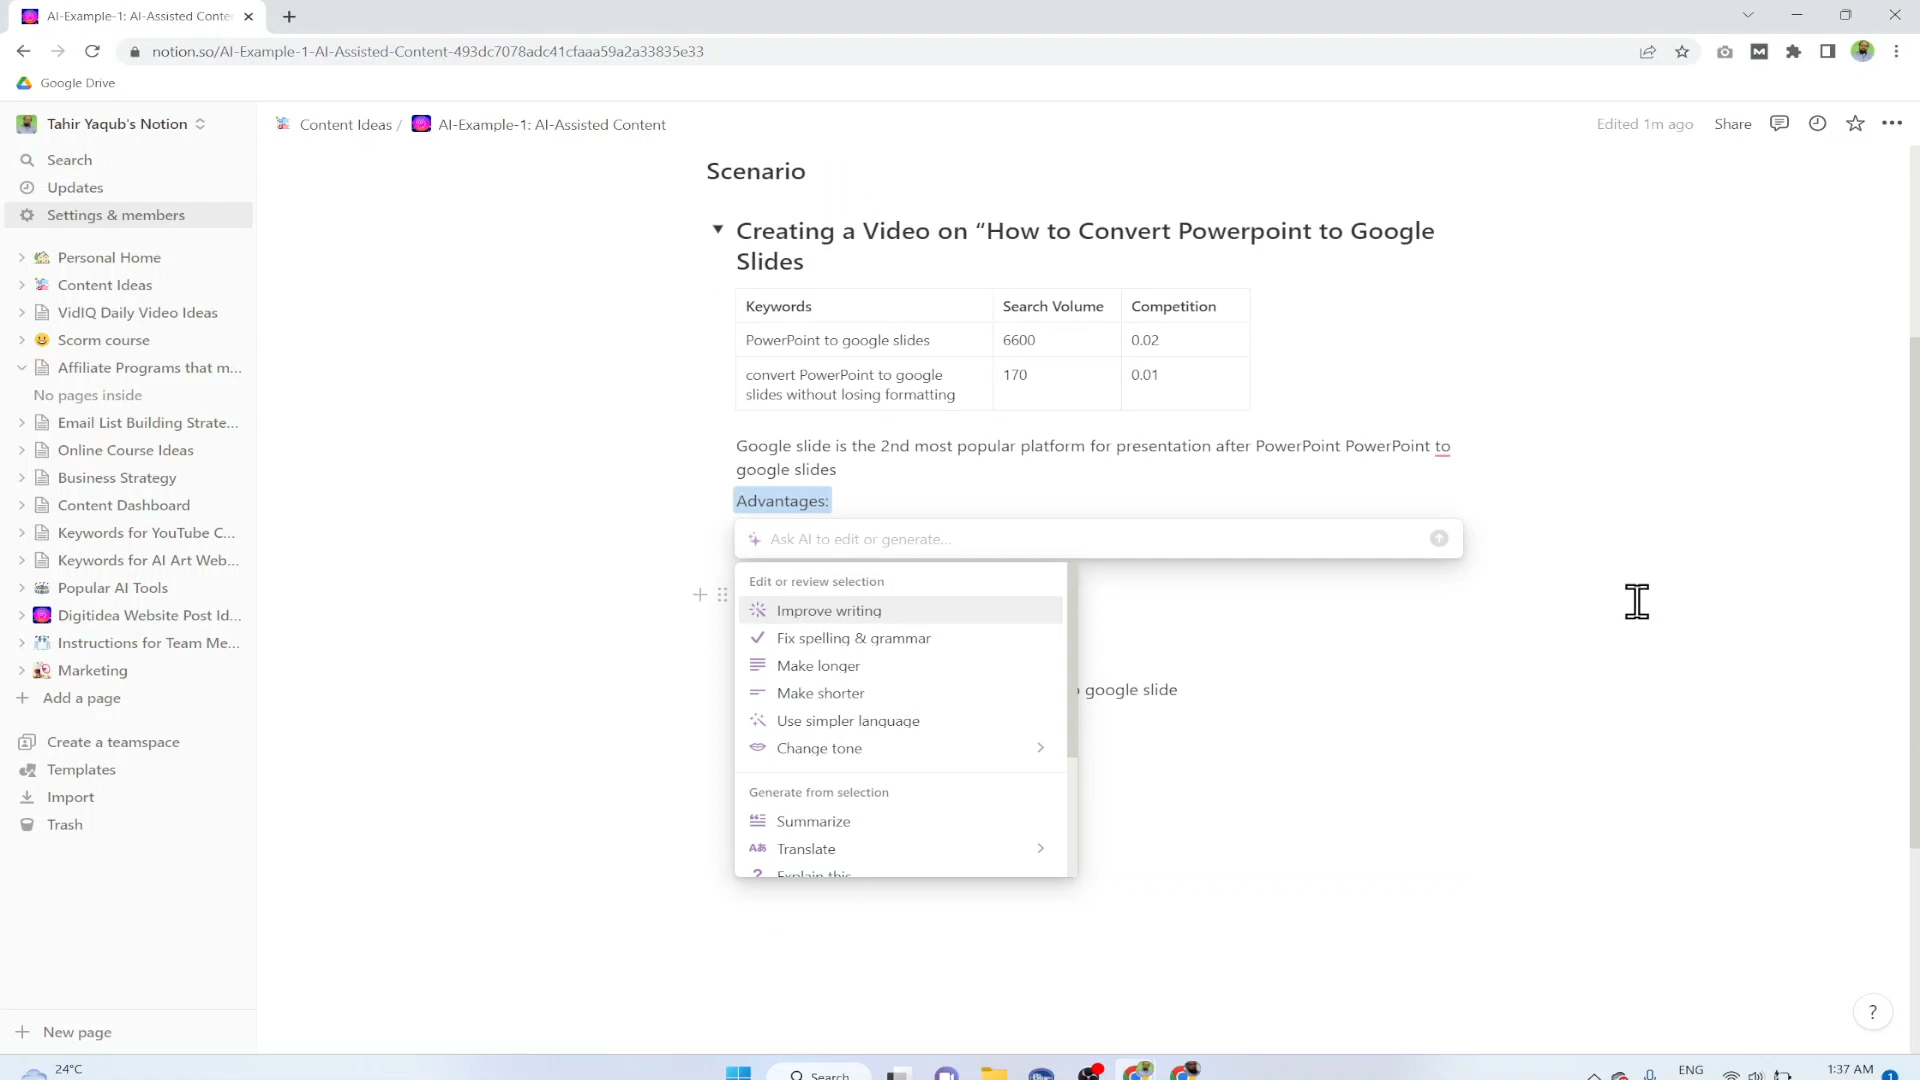 AI-Example-1: AI-Assisted Conte
notion.so/AI-Example-1-AI-Assisted-Content-493dc7078adc41cfaaa59a2a33835e33
Google Drive
Tahir Yaqub's Notion
Search
Updates
Settings & members
Personal Home
Content Ideas
VidIQ Daily Video Ideas
Scorm course
Affiliate Programs that m...
No pages inside
Email List Building Strate...
Online Course Ideas
Business Strategy
Content Dashboard
Keywords for YouTube C...
Keywords for AI Art Web...
Popular AI Tools
Digitidea Website Post Id...
Instructions for Team Me...
Marketing
Add a page
Create a teamspace
Templates
Import
Trash
New page
Content Ideas / AI-Example-1: AI-Assisted Content
Edited 1m ago Share
Scenario
Creating a Video on “How to Convert Powerpoint to Google
Slides
Keywords Search Volume Competition
PowerPoint to google slides 6600 0.02
convert PowerPoint to google 170 0.01
slides without losing formatting
Google slide is the 2nd most popular platform for presentation after PowerPoint PowerPoint to
google slides
Advantages:
Ask AI to edit or generate...
Edit or review selection
Improve writing
Fix spelling & grammar
Make longer
google slide
Make shorter
Use simpler language
Change tone
Generate from selection
Summarize
Translate
Explain this
?
24°C
Search
ENG
1:37 AM
1